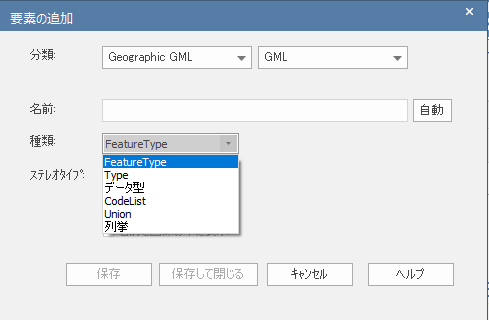 要素の追加
分類: Geographic GML GML
名前: 自動
種類: FeatureType
FeatureType
ステレオタイプ: Type
データ型
CodeList
Union
列挙
保存 保存して閉じる キャンセル ヘルプ